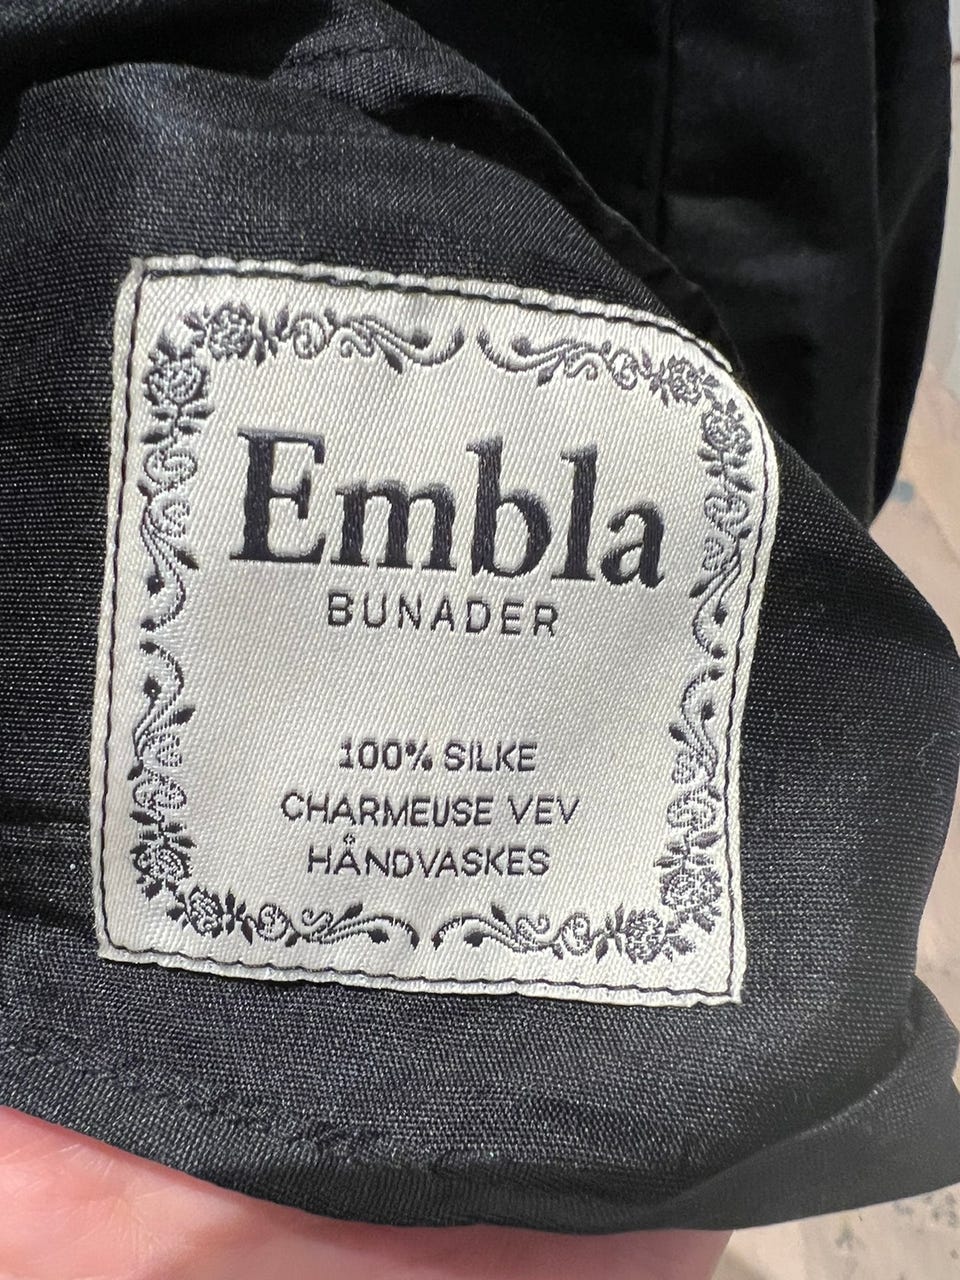 Embla
BUNADER
100% SILKE
CHARMEUSE VEV
HÅNDVASKES